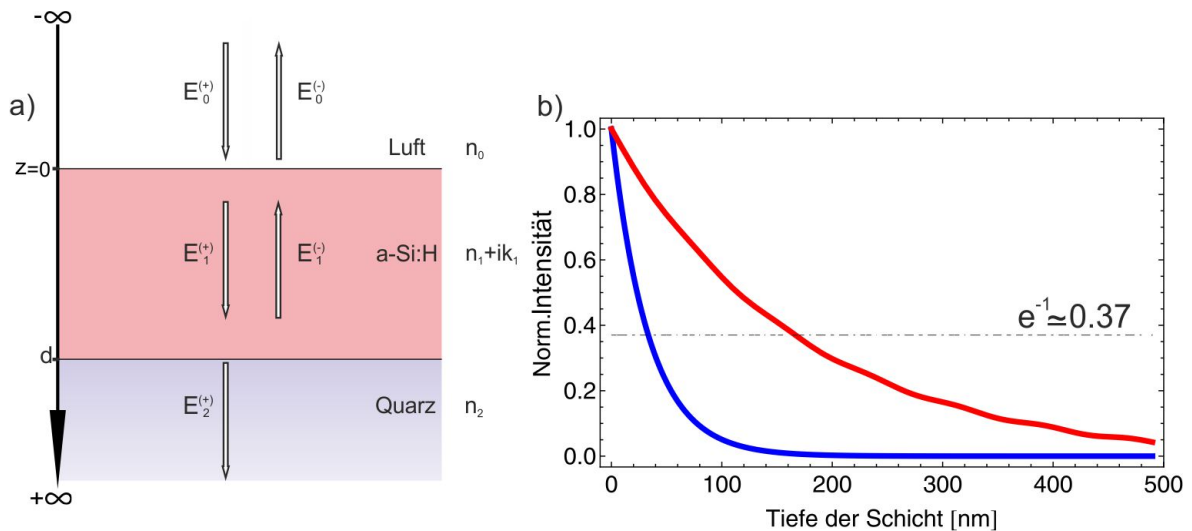 a)
-∞
E₀⁽⁺⁾ E₀⁽⁻⁾
Luft n₀
z=0
E₁⁽⁺⁾ E₁⁽⁻⁾ a-Si:H n₁+ik₁
d
E₂⁽⁺⁾ Quarz n₂
+∞
b)
Norm.Intensität
1.0
0.8
0.6
0.4
0.2
0.0
e⁻¹≃0.37
0 100 200 300 400 500
Tiefe der Schicht [nm]